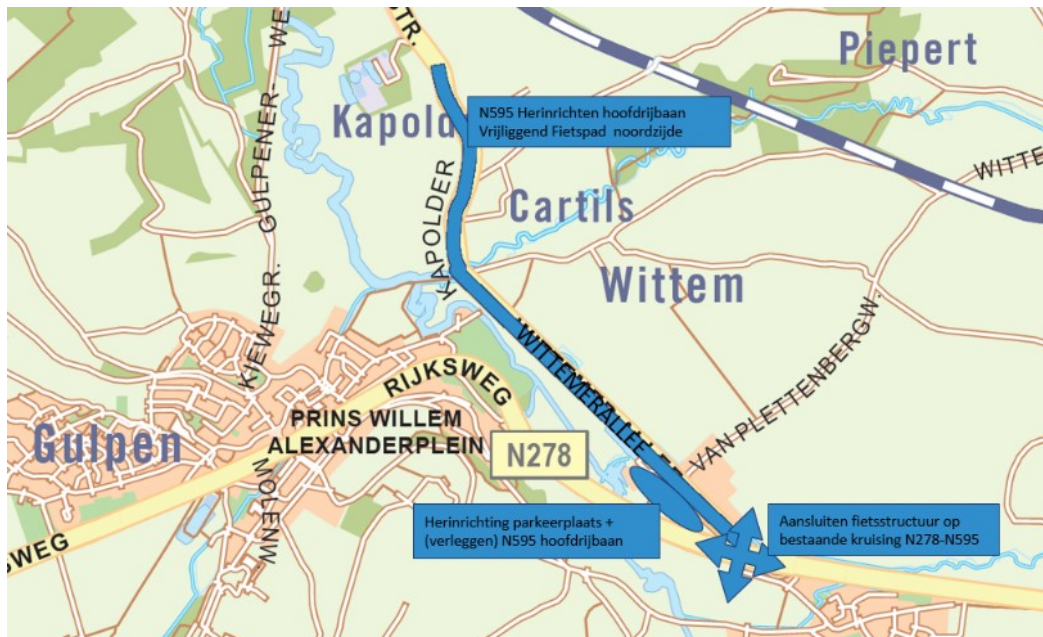 STR.
Piepert
N595 Herinrichten hoofdrijbaan
Vrijliggend Fietspad noordzijde
Kapold
GULPENER- WE
KIEWEGR.
KAPOLDER
WITTE
Cartils
Wittem
WITTEMERALLEE
RIJKSWEG
VAN PLETTENBERGW.
PRINS WILLEM
ALEXANDERPLEIN
Gulpen
N278
MOLENW.
Herinrichting parkeerplaats +
(verleggen) N595 hoofdrijbaan
Aansluiten fietsstructuur op
bestaande kruising N278-N595
SWEG